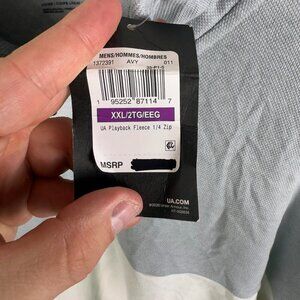 MENS/HOMMES/HOMBRES
1372391 AVY 011
1 95252 87114 7
XXL/2TG/EEG
UA Playback Fleece 1/4 Zip
MSRP
UA.COM